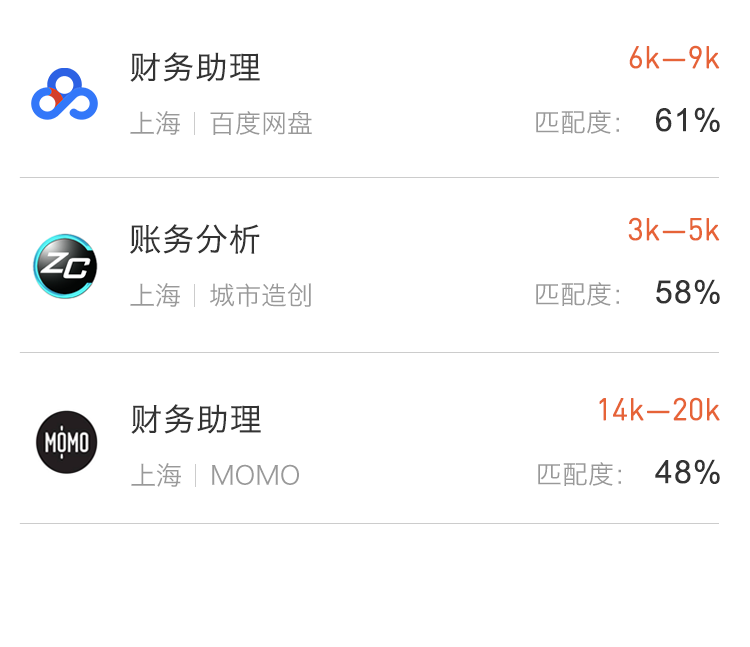 财务助理 6k—9k
上海 | 百度网盘 匹配度: 61%
ZC
账务分析 3k—5k
上海 | 城市造创 匹配度: 58%
MOMO
财务助理 14k—20k
上海 | MOMO 匹配度: 48%